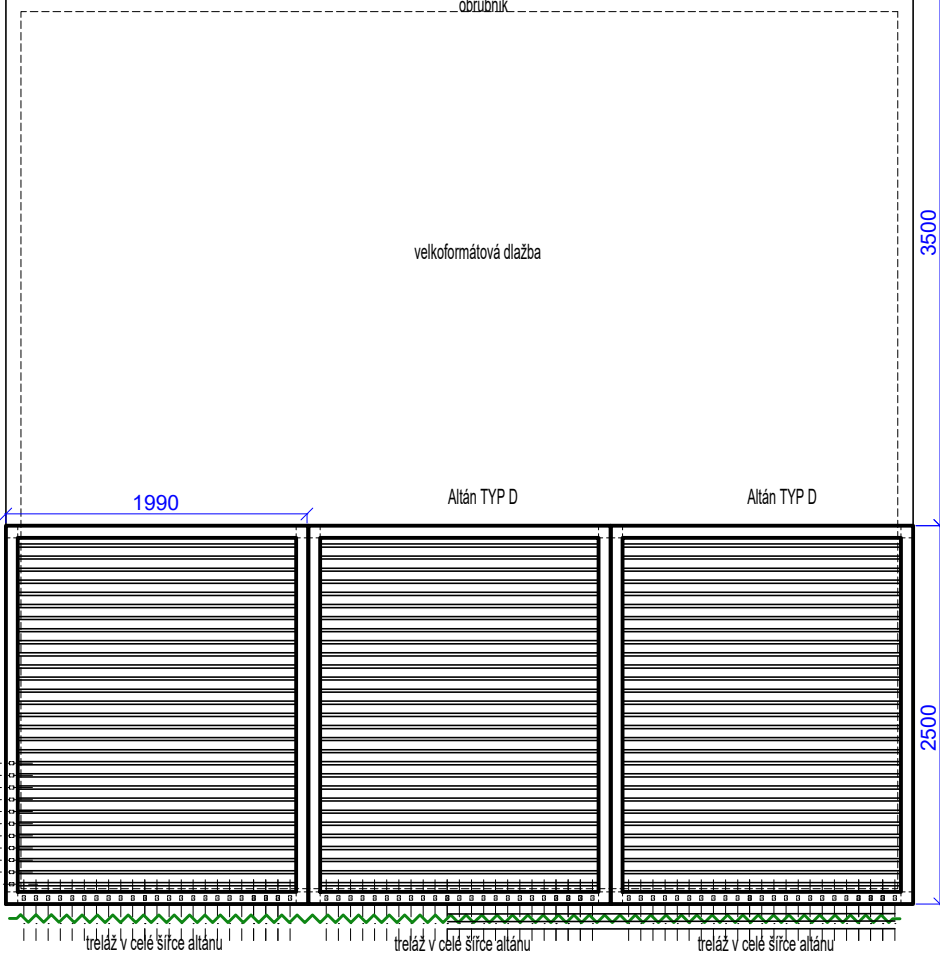 obrubník
3500
velkoformátová dlažba
1990
Altán TYP D
Altán TYP D
2500
treláž v celé šířce altánu
treláž v celé šířce altánu
treláž v celé šířce altánu